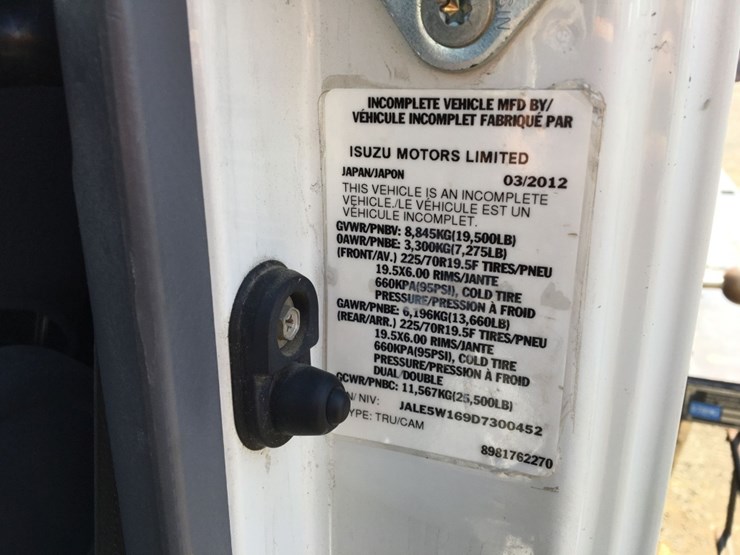 INCOMPLETE VEHICLE MFD BY/
VÉHICULE INCOMPLET FABRIQUÉ PAR
ISUZU MOTORS LIMITED
JAPAN/JAPON 03/2012
THIS VEHICLE IS AN INCOMPLETE
VEHICLE./LE VÉHICULE EST UN
VÉHICULE INCOMPLET.
GVWR/PNBV: 8,845KG(19,500LB)
GAWR/PNBE: 3,300KG(7,275LB)
(FRONT/AV.) 225/70R19.5F TIRES/PNEU
19.5X6.00 RIMS/JANTE
660KPA(95PSI), COLD TIRE
PRESSURE/PRESSION À FROID
GAWR/PNBE: 6,196KG(13,660LB)
(REAR/ARR.) 225/70R19.5F TIRES/PNEU
19.5X6.00 RIMS/JANTE
660KPA(95PSI), COLD TIRE
PRESSURE/PRESSION À FROID
DUAL/DOUBLE
GCWR/PNBC: 11,567KG(25,500LB)
N/ NIV: JALE5W169D7300452
YPE: TRU/CAM
8981762270